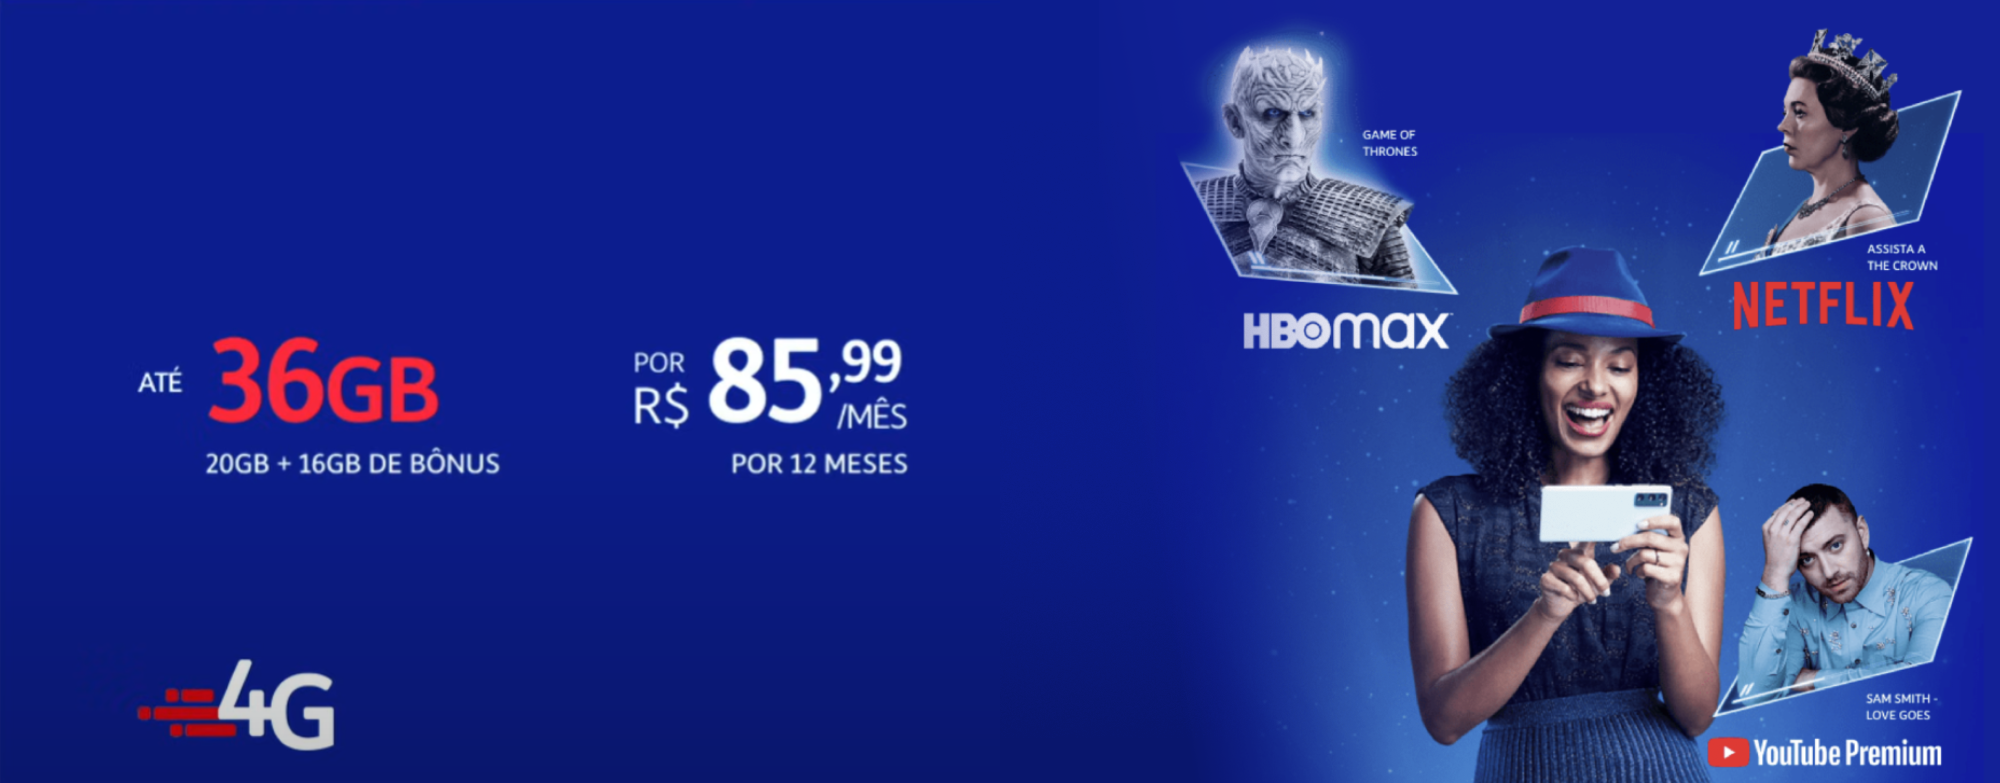 ATÉ 36GB
20GB + 16GB DE BÔNUS
POR
R$ 85,99
/MÊS
POR 12 MESES
4G
GAME OF
THRONES
HBOmax
ASSISTA A
THE CROWN
NETFLIX
SAM SMITH -
LOVE GOES
YouTube Premium